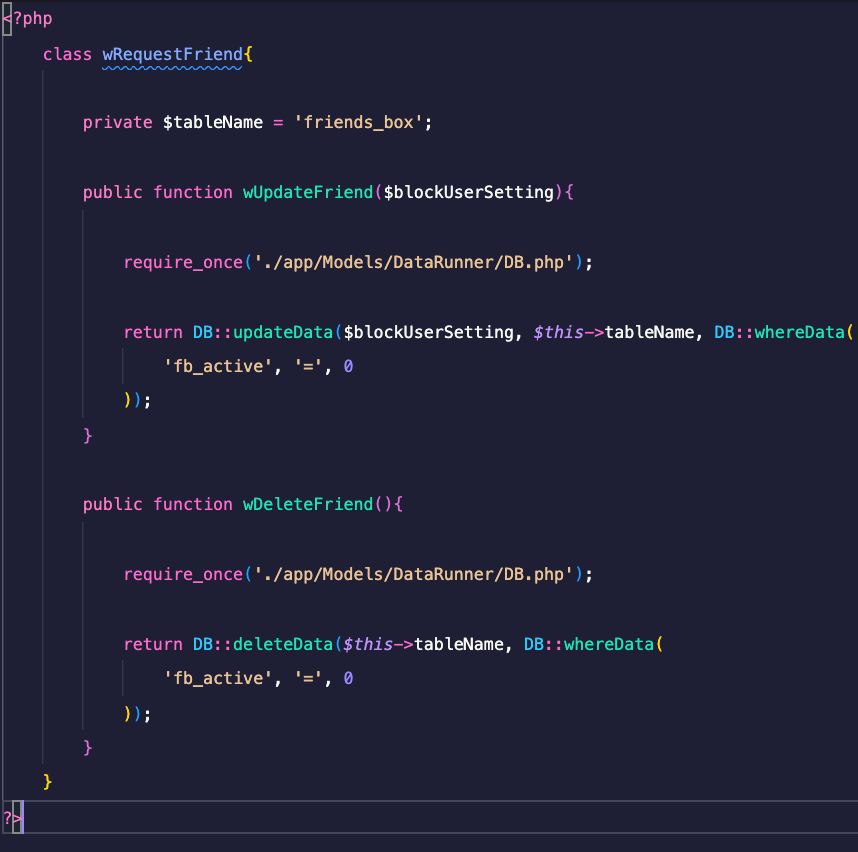 <?php
class wRequestFriend{
private $tableName = 'friends_box';
public function wUpdateFriend($blockUserSetting){
require_once('./app/Models/DataRunner/DB.php');
return DB::updateData($blockUserSetting, $this->tableName, DB::whereData(
'fb_active', '=', 0
));
}
public function wDeleteFriend(){
require_once('./app/Models/DataRunner/DB.php');
return DB::deleteData($this->tableName, DB::whereData(
'fb_active', '=', 0
));
}
}
?>